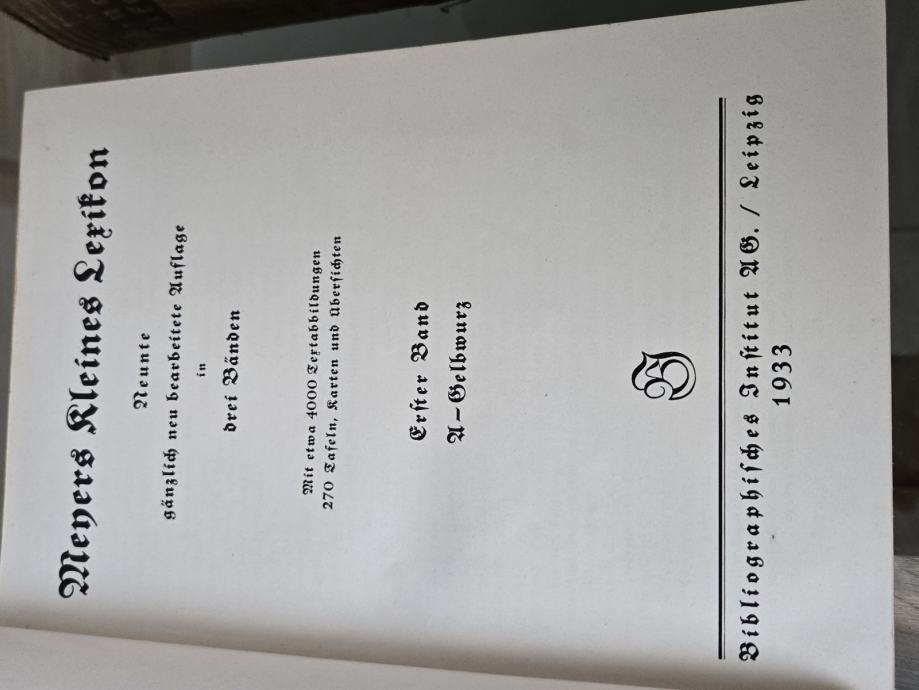 Meyers Kleines Lexikon
Neunte
gänzlich neu bearbeitete Auflage
in
drei Bänden
Mit etwa 4000 Textabbildungen
270 Tafeln, Karten und Übersichten
Erster Band
A–Gelbwurz
Bibliographisches Institut AG. / Leipzig
1933